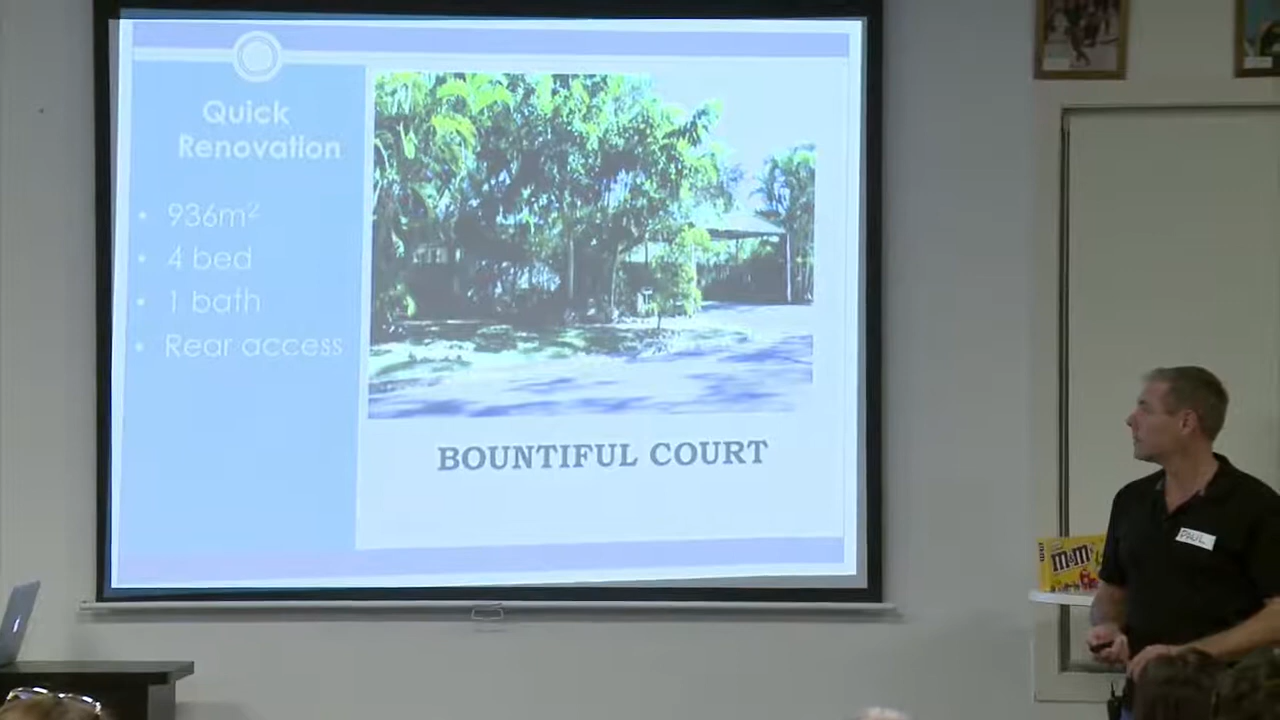 Quick
Renovation
• 936m²
• 4 bed
• 1 bath
• Rear access
BOUNTIFUL COURT
PAUL
m&m's